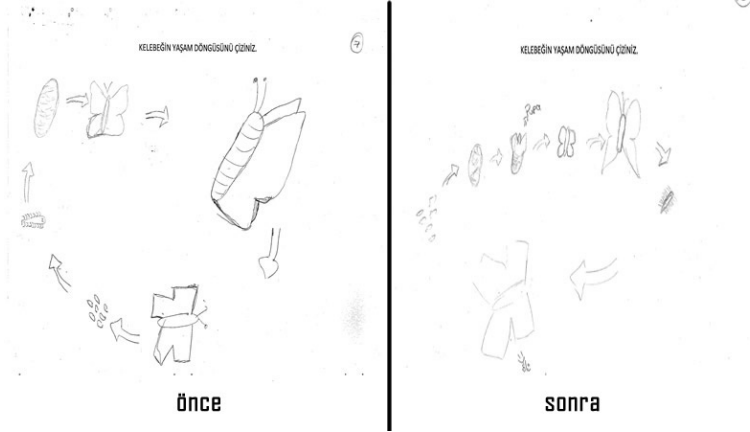 KELEBEĞİN YAŞAM DÖNGÜSÜNÜ ÇİZİNİZ.
7
önce
KELEBEĞİN YAŞAM DÖNGÜSÜNÜ ÇİZİNİZ.
sonra